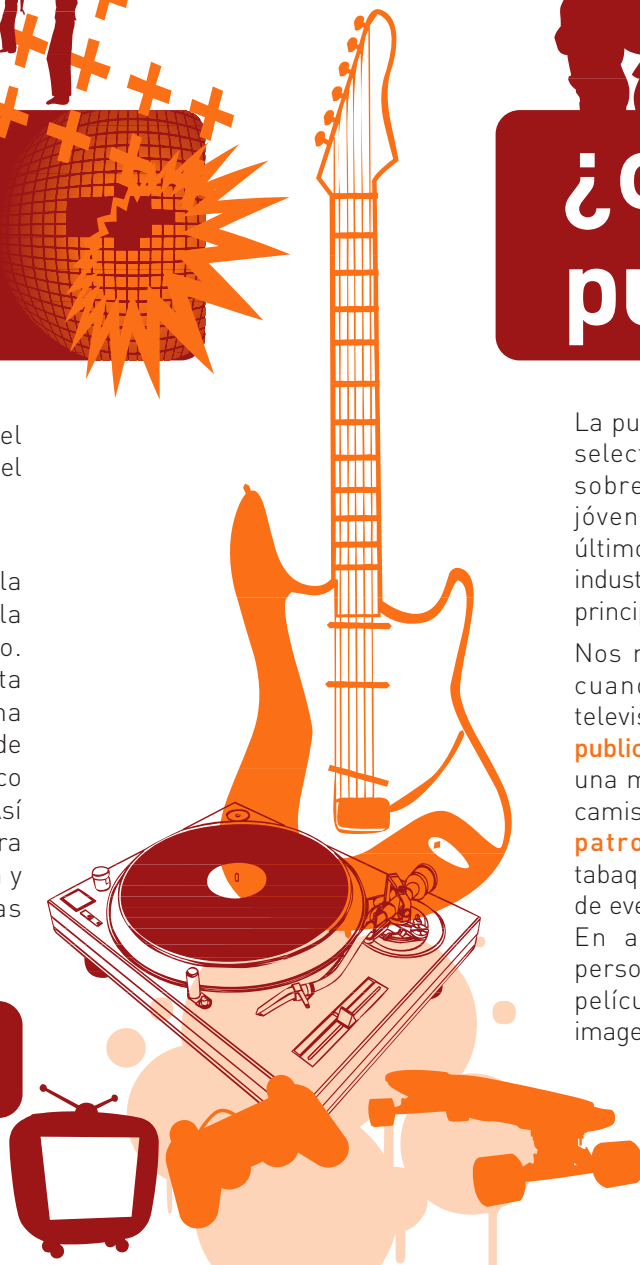 el
el
la
la
o.
ta
na
de
co
sí
ra
y
as
¿c
pu
La pu
select
sobre
jóven
último
indust
princi
Nos
cuand
televis
public
una m
camis
patro
tabaq
de eve
En a
perso
pelícu
image